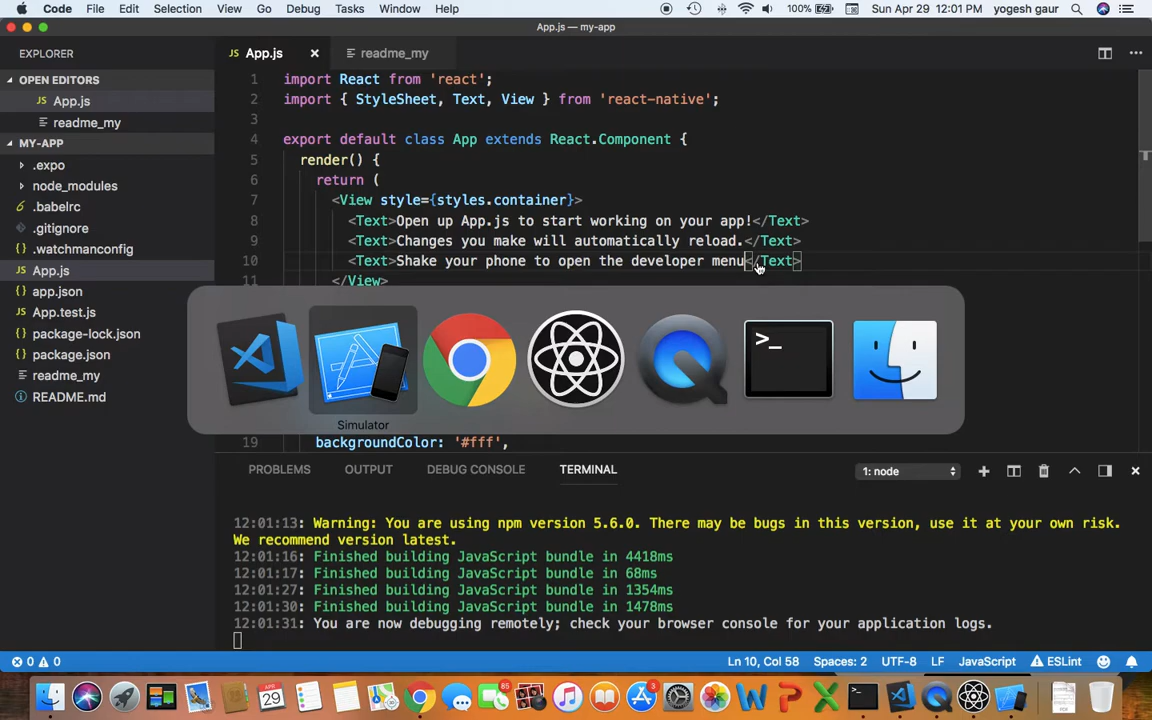 Code File Edit Selection View Go Debug Tasks Window Help 100% Sun Apr 29 12:01 PM yogesh gaur
App.js — my-app
EXPLORER
OPEN EDITORS
JS App.js
readme_my
MY-APP
.expo
node_modules
.babelrc
.gitignore
.watchmanconfig
JS App.js
app.json
JS App.test.js
package-lock.json
package.json
readme_my
README.md
JS App.js readme_my
1 import React from 'react';
2 import { StyleSheet, Text, View } from 'react-native';
3
4 export default class App extends React.Component {
5 render() {
6 return (
7 <View style={styles.container}>
8 <Text>Open up App.js to start working on your app!</Text>
9 <Text>Changes you make will automatically reload.</Text>
10 <Text>Shake your phone to open the developer menu</Text>
11 </View>
Simulator
19 backgroundColor: '#fff',
PROBLEMS OUTPUT DEBUG CONSOLE TERMINAL 1: node
12:01:13: Warning: You are using npm version 5.6.0. There may be bugs in this version, use it at your own risk.
We recommend version latest.
12:01:16: Finished building JavaScript bundle in 4418ms
12:01:17: Finished building JavaScript bundle in 68ms
12:01:27: Finished building JavaScript bundle in 1354ms
12:01:30: Finished building JavaScript bundle in 1478ms
12:01:31: You are now debugging remotely; check your browser console for your application logs.
0 0 Ln 10, Col 58 Spaces: 2 UTF-8 LF JavaScript ESLint
29 85 3